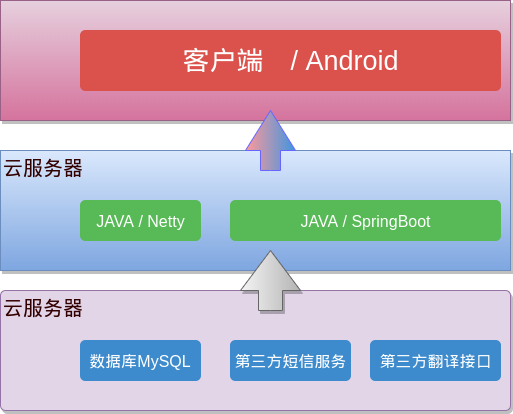 客户端 / Android
云服务器
JAVA / Netty
JAVA / SpringBoot
云服务器
数据库MySQL
第三方短信服务
第三方翻译接口